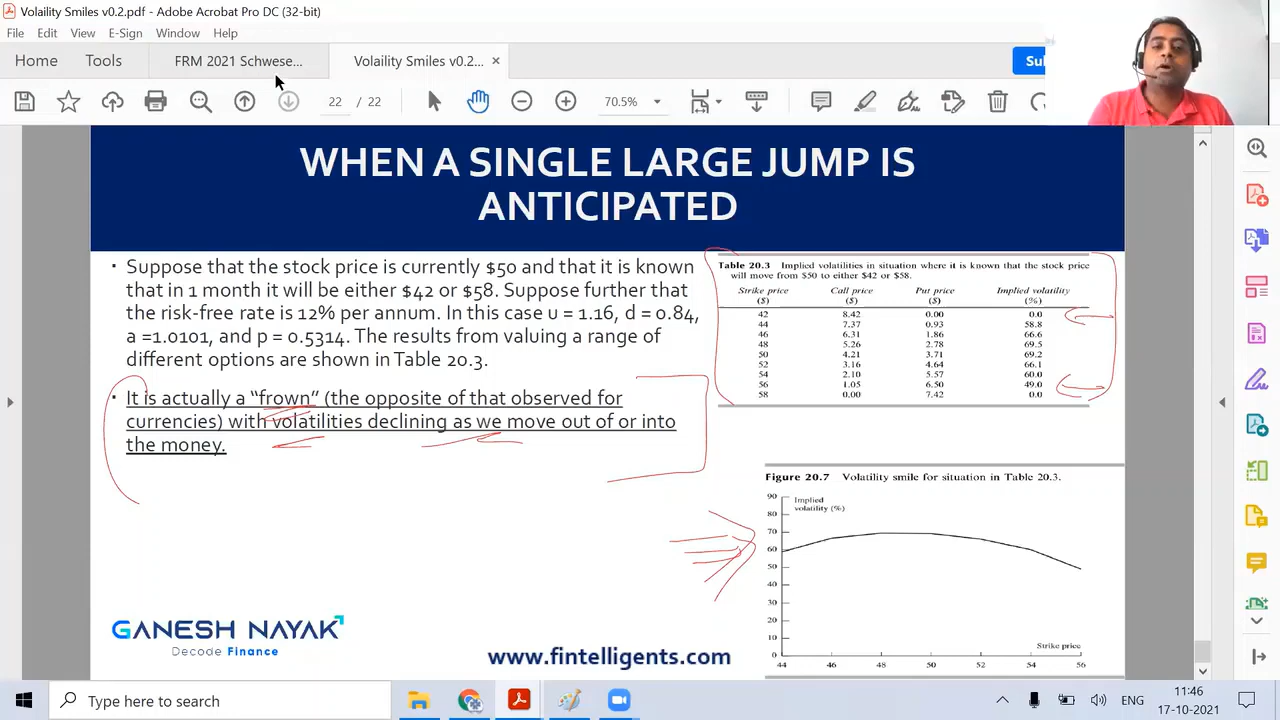 Volaility Smiles v0.2.pdf - Adobe Acrobat Pro DC (32-bit)
File Edit View E-Sign Window Help
Home Tools FRM 2021 Schwese... Volaility Smiles v0.2... × Su
22 / 22 70.5%
WHEN A SINGLE LARGE JUMP IS
ANTICIPATED
· Suppose that the stock price is currently $50 and that it is known
that in 1 month it will be either $42 or $58. Suppose further that
the risk-free rate is 12% per annum. In this case u = 1.16, d = 0.84,
a =1.0101, and p = 0.5314. The results from valuing a range of
different options are shown in Table 20.3.
· It is actually a “frown” (the opposite of that observed for
currencies) with volatilities declining as we move out of or into
the money.
Table 20.3 Implied volatilities in situation where it is known that the stock price
will move from $50 to either $42 or $58.
Strike price Call price Put price Implied volatility
($) ($) ($) (%)
42 8.42 0.00 0.0
44 7.37 0.93 58.8
46 6.31 1.86 66.6
48 5.26 2.78 69.5
50 4.21 3.71 69.2
52 3.16 4.64 66.1
54 2.10 5.57 60.0
56 1.05 6.50 49.0
58 0.00 7.42 0.0
Figure 20.7 Volatility smile for situation in Table 20.3.
90 Implied
80 volatility (%)
70
60
50
40
30
20
10
0
Strike price
44 46 48 50 52 54 56
GANESH NAYAK
Decode Finance
www.fintelligents.com
Type here to search
ENG
11:46
17-10-2021